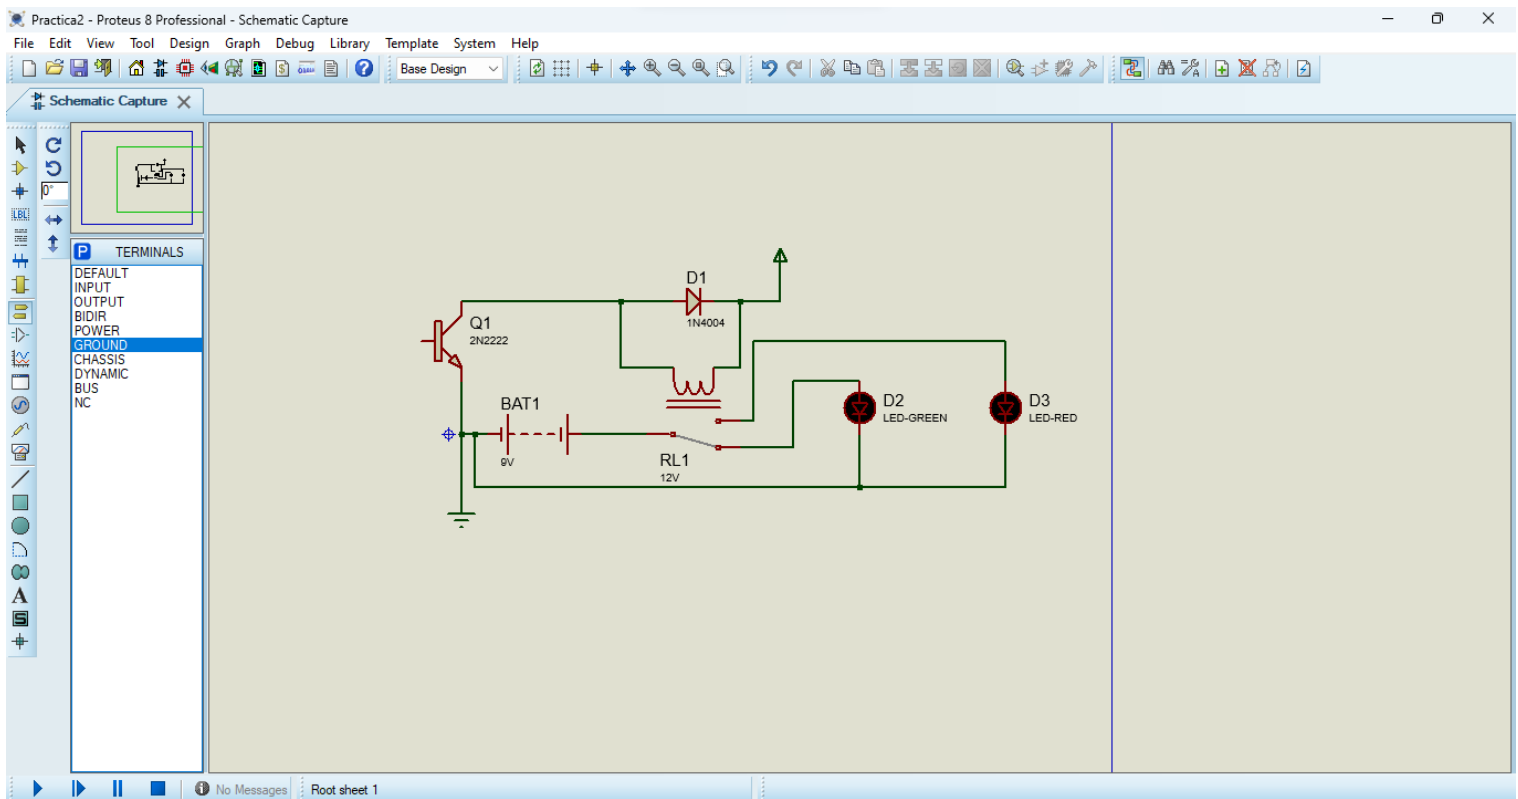 Practica2 - Proteus 8 Professional - Schematic Capture
File Edit View Tool Design Graph Debug Library Template System Help
Base Design
Schematic Capture
0°
LBL
P TERMINALS
DEFAULT
INPUT
OUTPUT
BIDIR
POWER
GROUND
CHASSIS
DYNAMIC
BUS
NC
A
S
D1
1N4004
Q1
2N2222
BAT1
9V
RL1
12V
D2
LED-GREEN
D3
LED-RED
No Messages
Root sheet 1